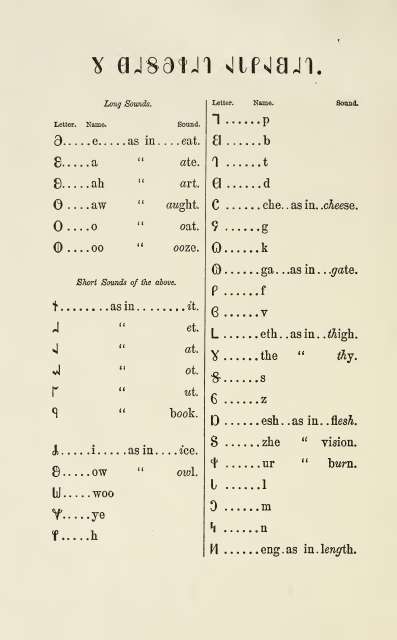 𐐜 𐐔𐐇𐐝𐐀𐐡𐐇𐐓 𐐈𐐢𐐙𐐈𐐒𐐇𐐓.
Long Sounds.
Letter. Name. Sound.
𐐀.....e.....as in....eat.
𐐁.....a “ ate.
𐐂.....ah “ art.
𐐃.....aw “ aught.
𐐄.....o “ oat.
𐐅.....oo “ ooze.
Short Sounds of the above.
𐐆........as in........it.
𐐇 “ et.
𐐈 “ at.
𐐉 “ ot.
𐐊 “ ut.
𐐋 “ book.
𐐌.....i.....as in....ice.
𐐍.....ow “ owl.
𐐎.....woo
𐐏.....ye
𐐐.....h
Letter. Name. Sound.
𐐑......p
𐐒......b
𐐓......t
𐐔......d
𐐕......che..as in..cheese.
𐐖......g
𐐗......k
𐐘......ga...as in...gate.
𐐙......f
𐐚......v
𐐛......eth..as in..thigh.
𐐜......the “ thy.
𐐝......s
𐐞......z
𐐟......esh..as in..flesh.
𐐠......zhe “ vision.
𐐡......ur “ burn.
𐐢......l
𐐣......m
𐐤......n
𐐥......eng.as in.length.